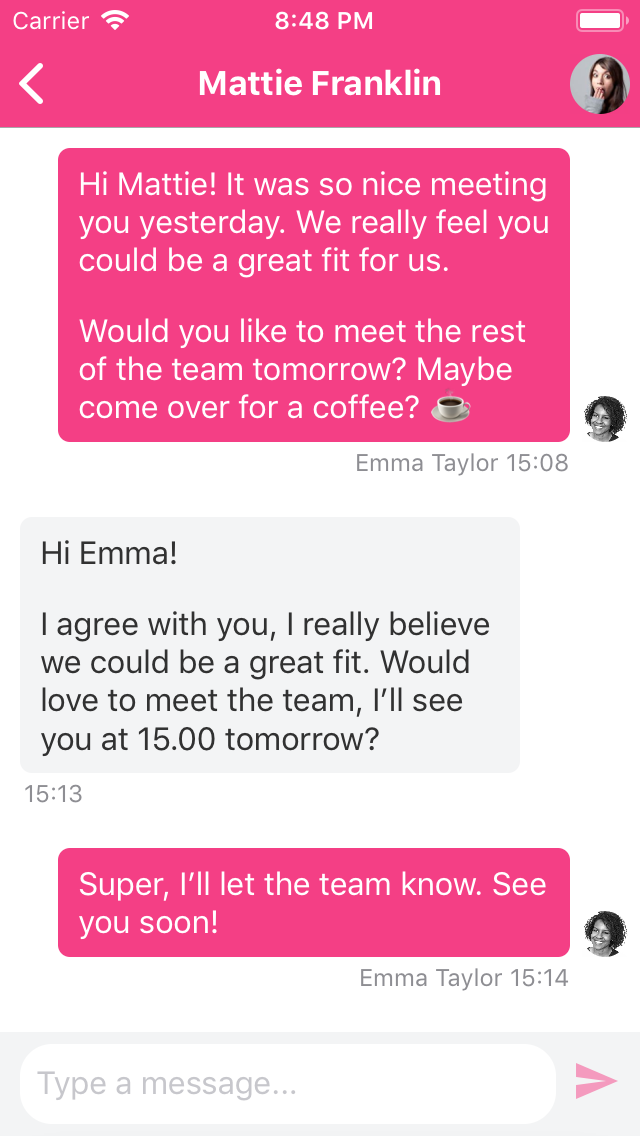 Carrier 8:48 PM
Mattie Franklin
Hi Mattie! It was so nice meeting
you yesterday. We really feel you
could be a great fit for us.
Would you like to meet the rest
of the team tomorrow? Maybe
come over for a coffee? ☕
Emma Taylor 15:08
Hi Emma!
I agree with you, I really believe
we could be a great fit. Would
love to meet the team, I’ll see
you at 15.00 tomorrow?
15:13
Super, I’ll let the team know. See
you soon!
Emma Taylor 15:14
Type a message...